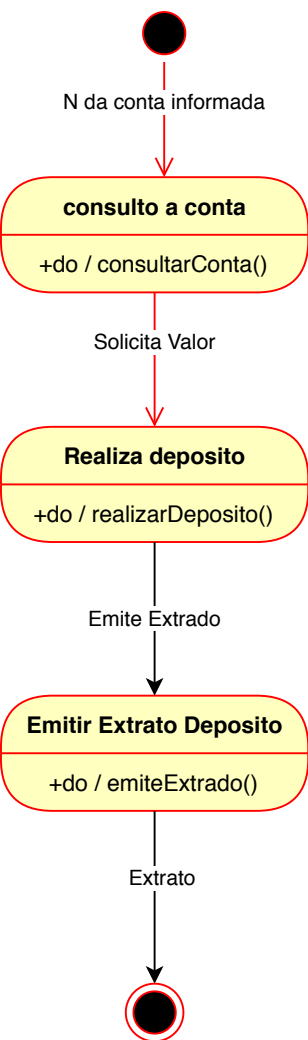 N da conta informada
consulto a conta
+do / consultarConta()
Solicita Valor
Realiza deposito
+do / realizarDeposito()
Emite Extrado
Emitir Extrato Deposito
+do / emiteExtrado()
Extrato